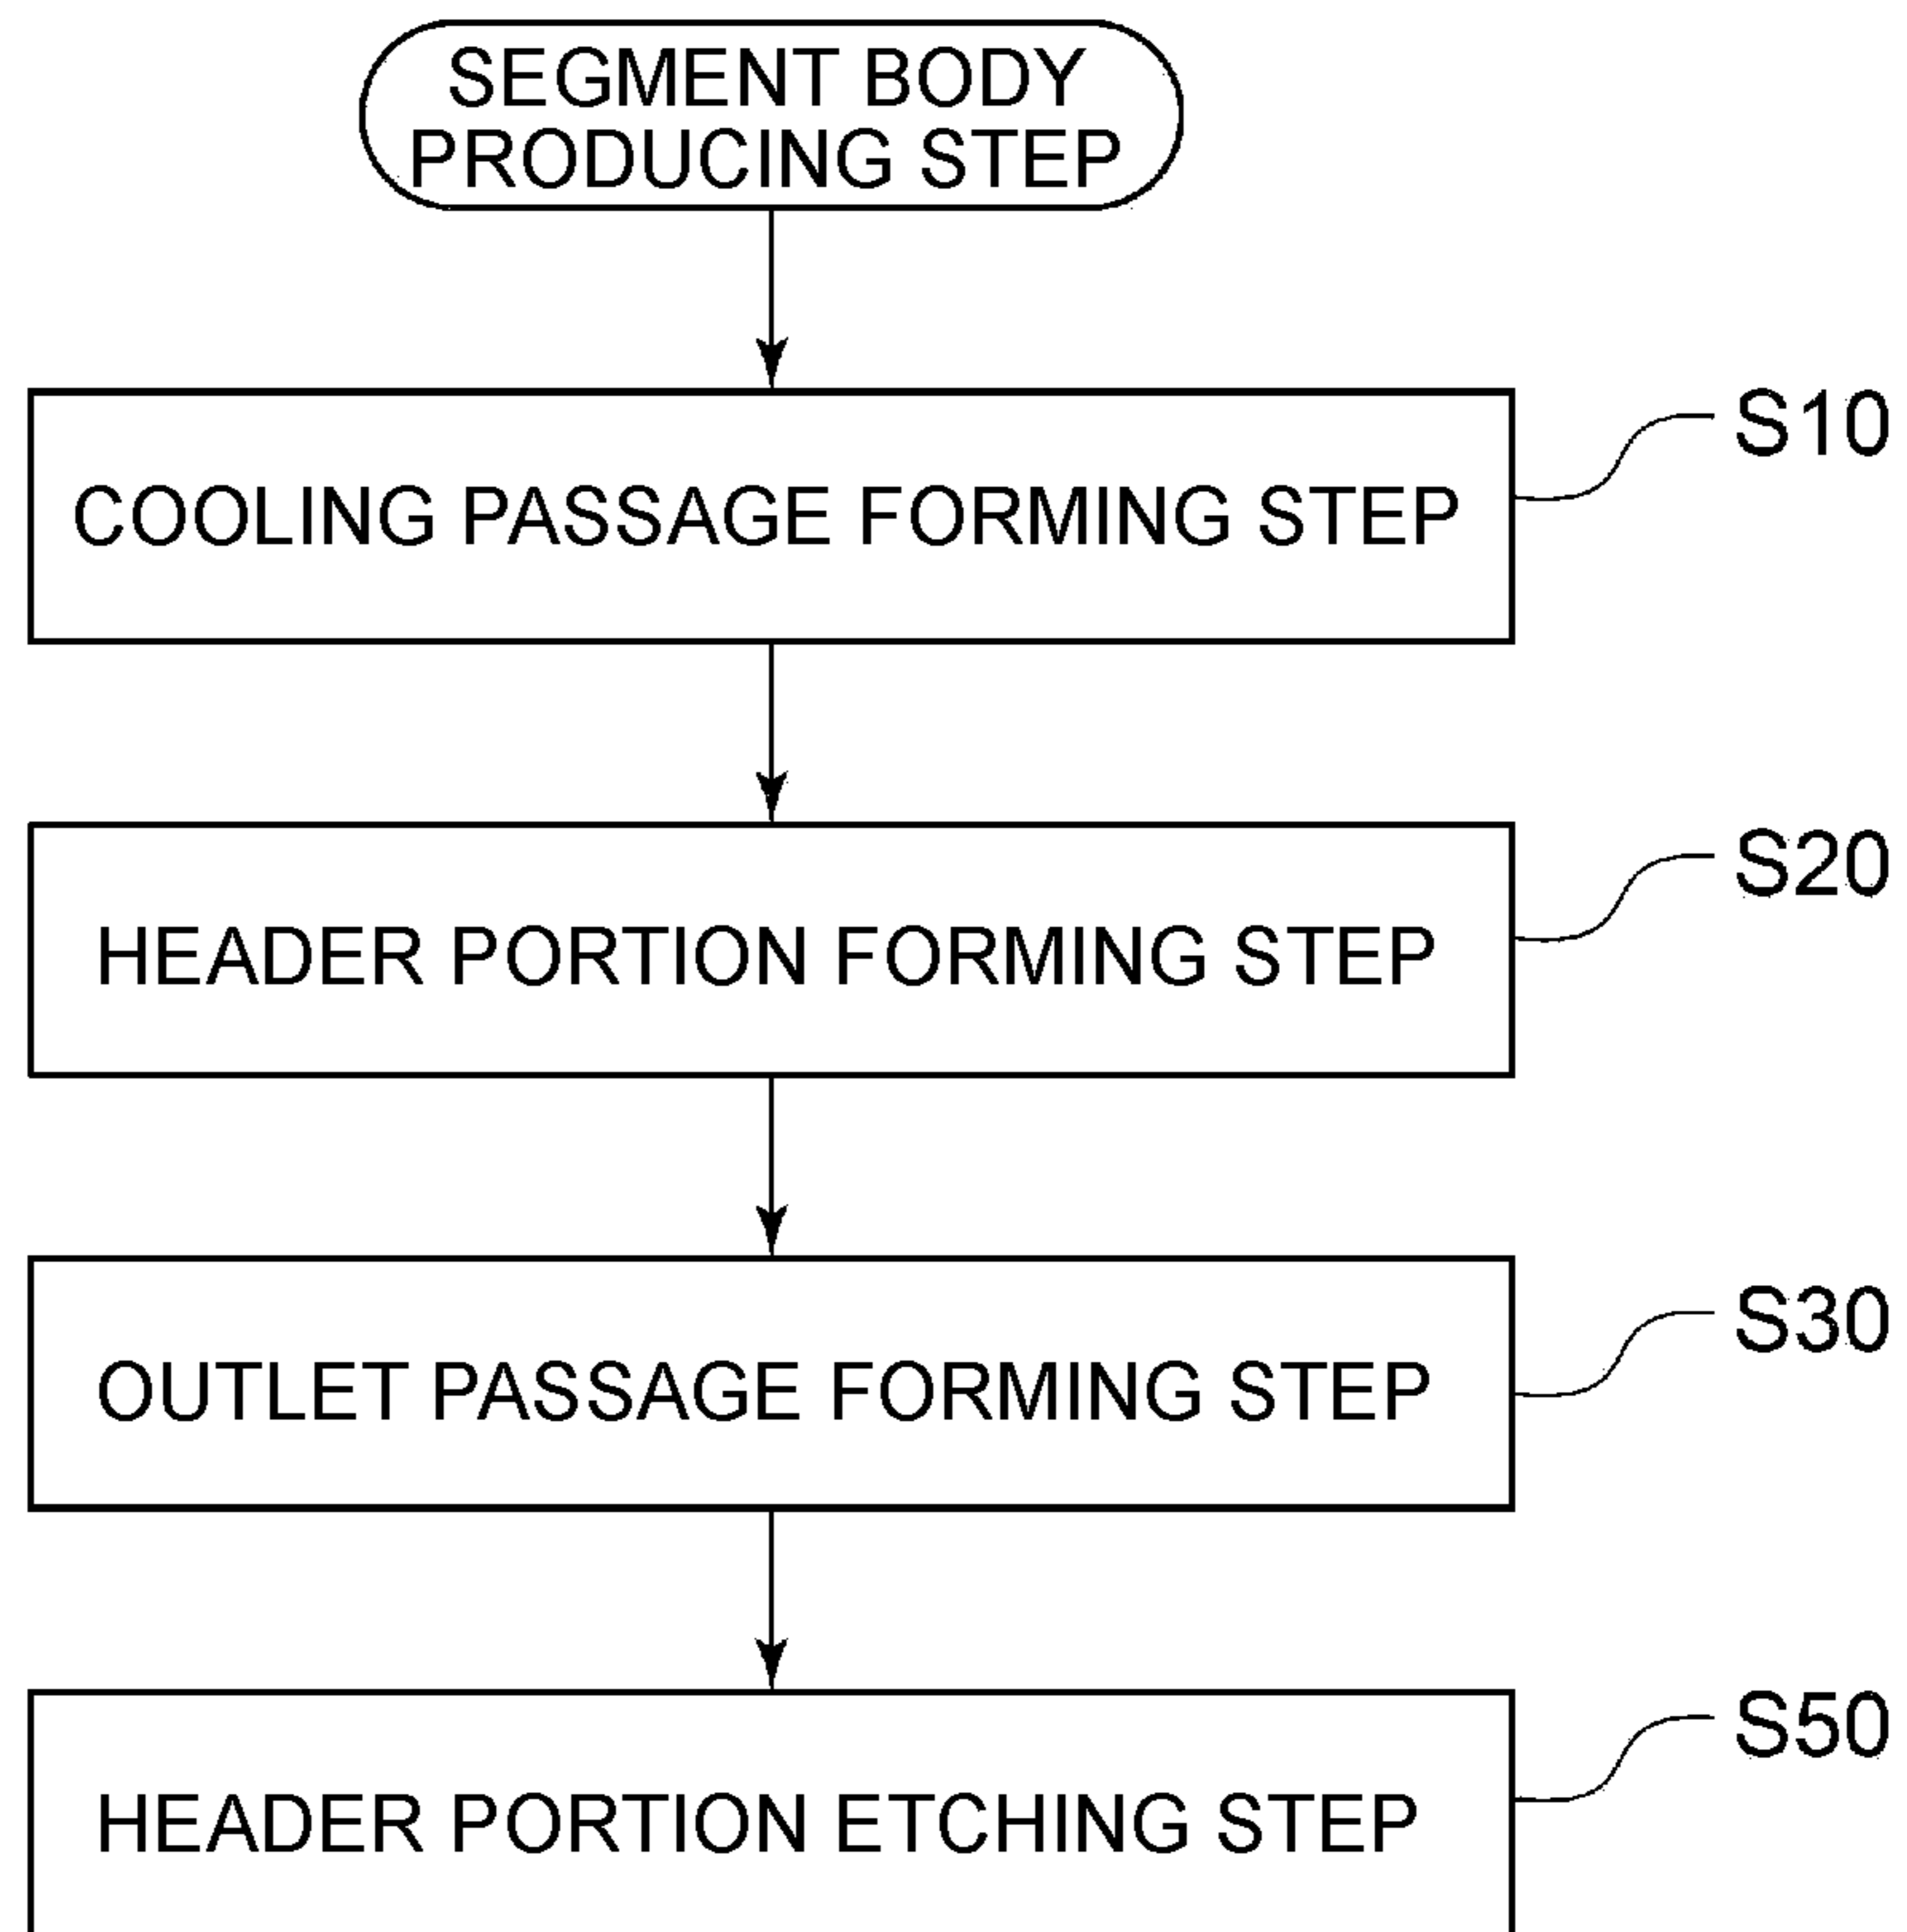 SEGMENT BODY
PRODUCING STEP
COOLING PASSAGE FORMING STEP
S10
HEADER PORTION FORMING STEP
S20
OUTLET PASSAGE FORMING STEP
S30
HEADER PORTION ETCHING STEP
S50